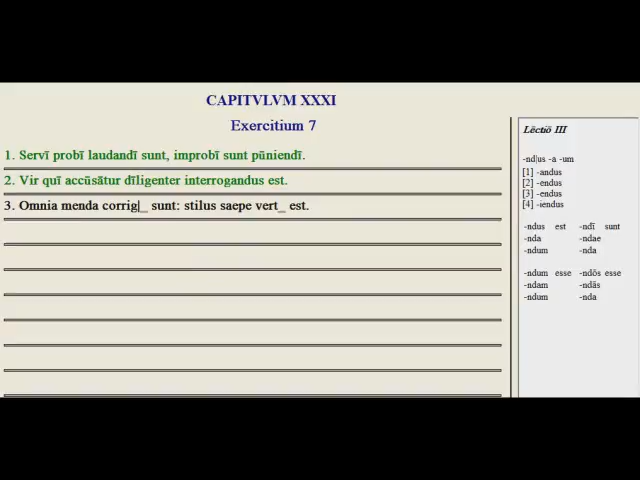 CAPITVLVM XXXI
Exercitium 7
1. Servī probī laudandī sunt, improbī sunt pūniendī.
2. Vir quī accūsātur dīligenter interrogandus est.
3. Omnia menda corrig|_ sunt: stilus saepe vert_ est.
Lēctiō III
-nd|us -a -um
[1] -andus
[2] -endus
[3] -endus
[4] -iendus
-ndus est -ndī sunt
-nda -ndae
-ndum -nda
-ndum esse -ndōs esse
-ndam -ndās
-ndum -nda